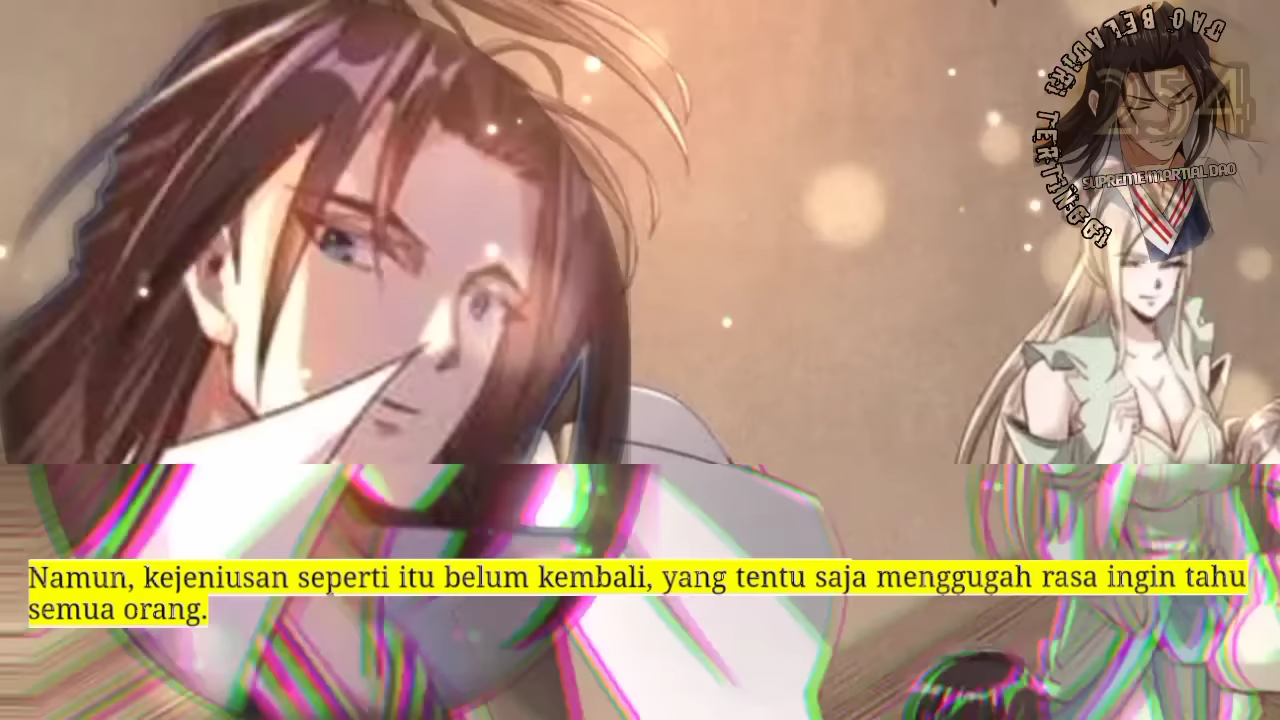 DAO BELADIRI TERTINGGI
254
SUPREME MARTIAL DAO
Namun, kejeniusan seperti itu belum kembali, yang tentu saja menggugah rasa ingin tahu
semua orang.